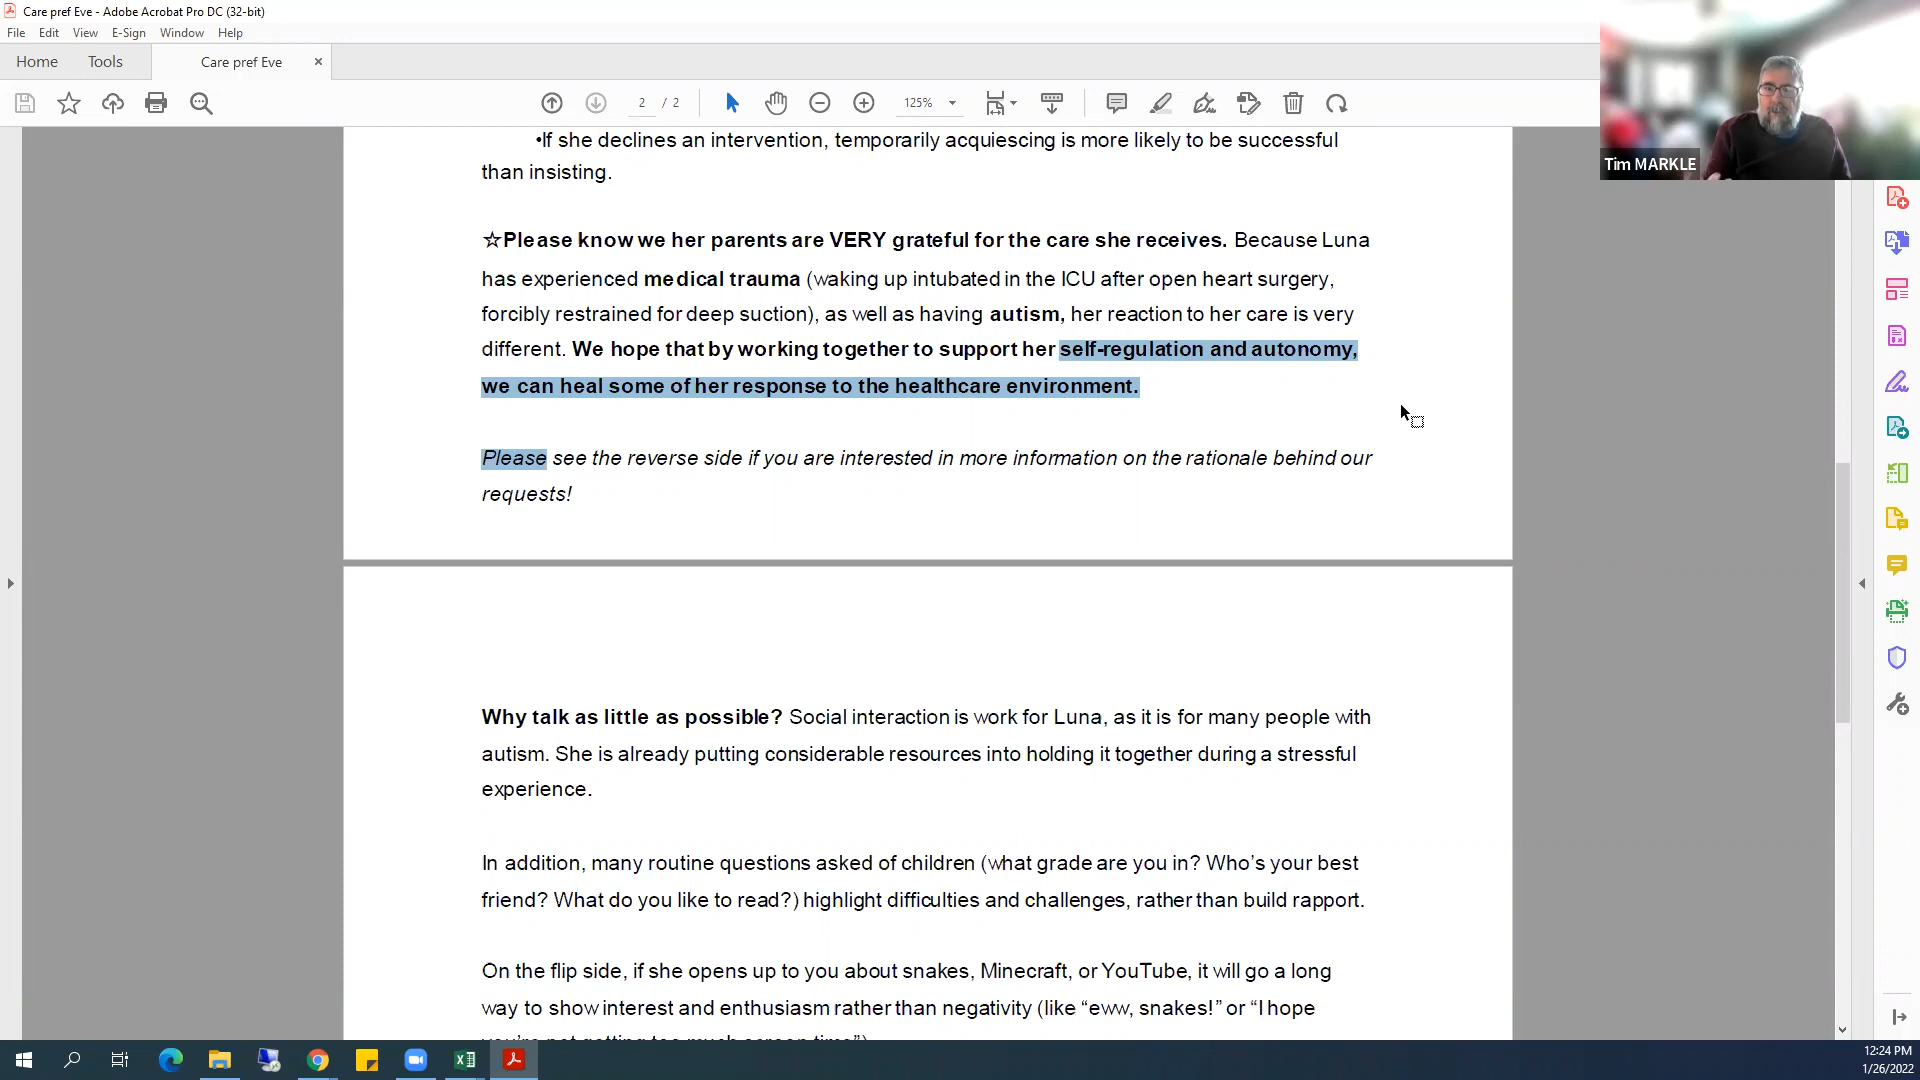 Care pref Eve - Adobe Acrobat Pro DC (32-bit)
File Edit View E-Sign Window Help
Home Tools Care pref Eve ×
2 / 2 125%
Tim MARKLE
•If she declines an intervention, temporarily acquiescing is more likely to be successful
than insisting.
☆Please know we her parents are VERY grateful for the care she receives. Because Luna
has experienced medical trauma (waking up intubated in the ICU after open heart surgery,
forcibly restrained for deep suction), as well as having autism, her reaction to her care is very
different. We hope that by working together to support her self-regulation and autonomy,
we can heal some of her response to the healthcare environment.
Please see the reverse side if you are interested in more information on the rationale behind our
requests!
Why talk as little as possible? Social interaction is work for Luna, as it is for many people with
autism. She is already putting considerable resources into holding it together during a stressful
experience.
In addition, many routine questions asked of children (what grade are you in? Who’s your best
friend? What do you like to read?) highlight difficulties and challenges, rather than build rapport.
On the flip side, if she opens up to you about snakes, Minecraft, or YouTube, it will go a long
way to show interest and enthusiasm rather than negativity (like “eww, snakes!” or “I hope
you’re not getting too much screen time”)
12:24 PM
1/26/2022